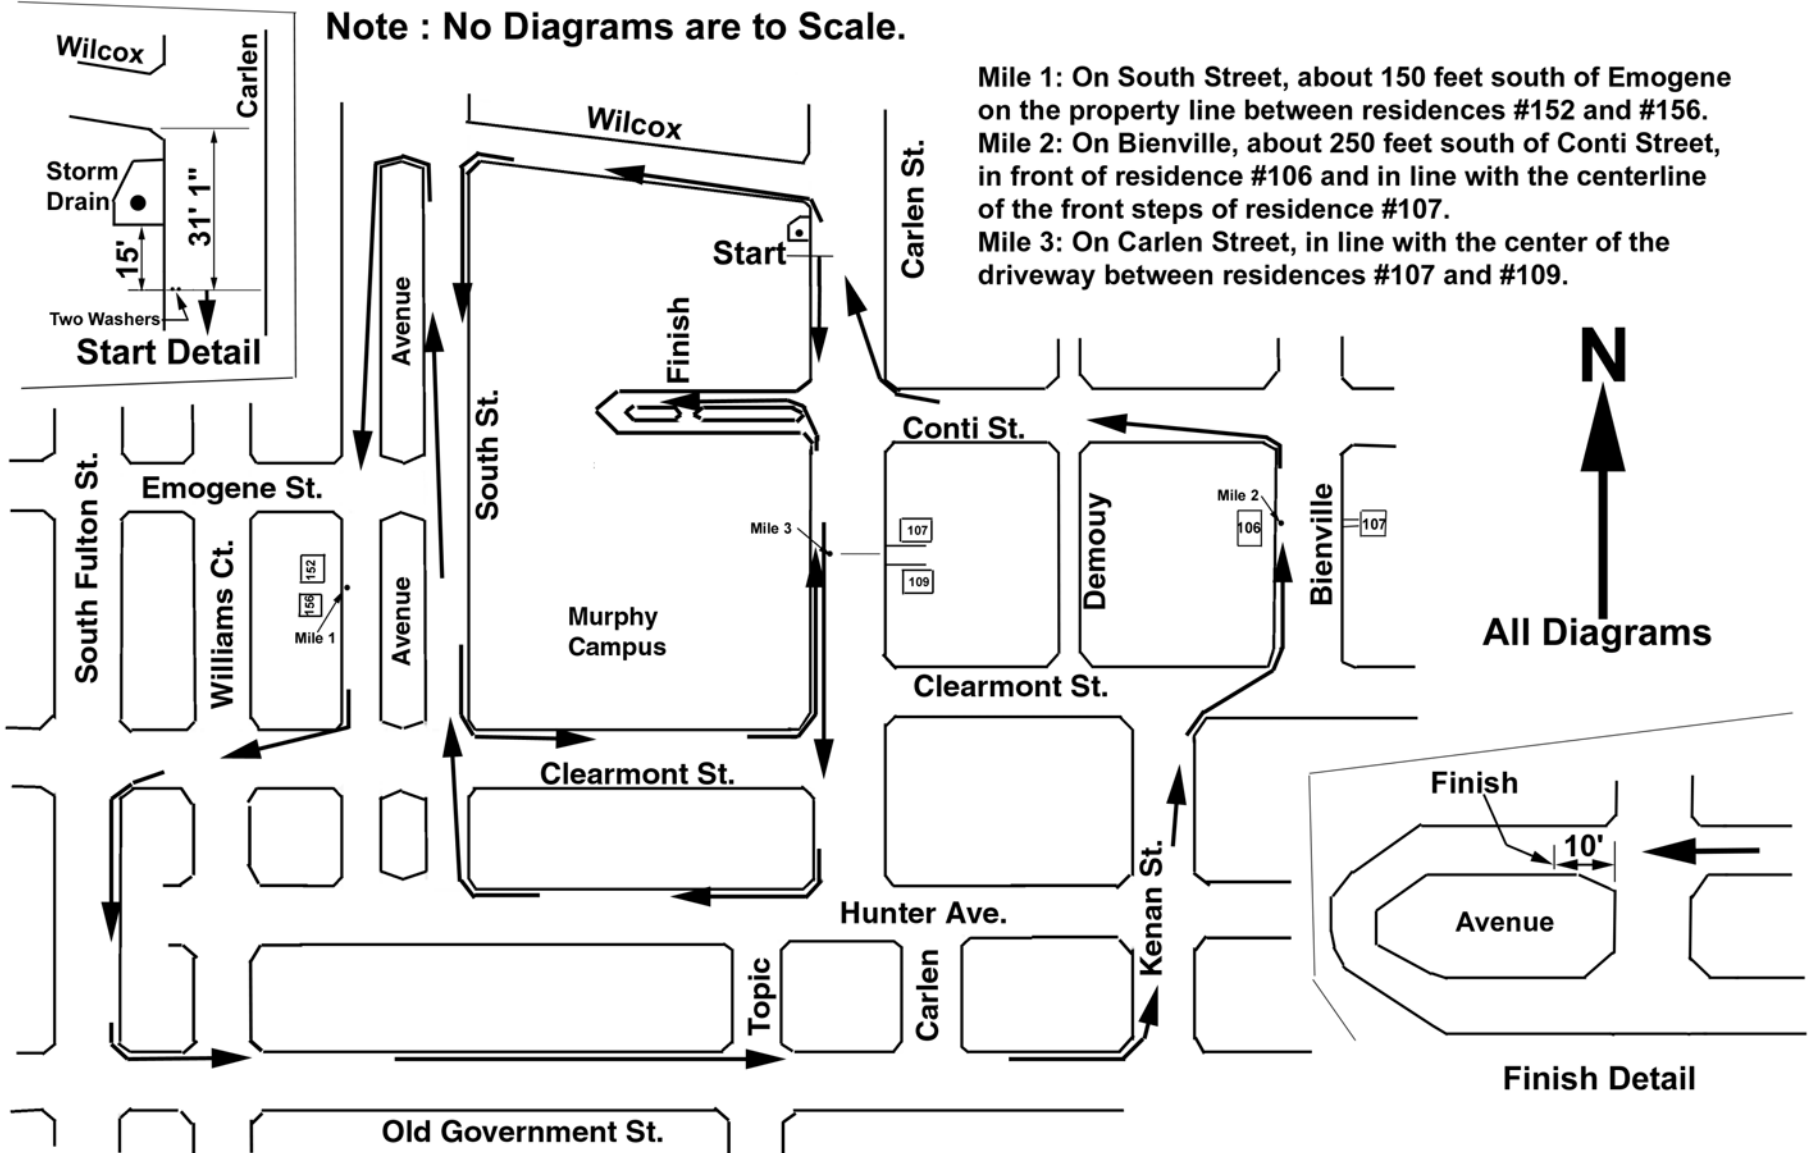 Note : No Diagrams are to Scale.
Wilcox
Carlen
Storm
Drain
31' 1"
15'
Two Washers
Start Detail
Wilcox
Carlen St.
Mile 1: On South Street, about 150 feet south of Emogene
on the property line between residences #152 and #156.
Mile 2: On Bienville, about 250 feet south of Conti Street,
in front of residence #106 and in line with the centerline
of the front steps of residence #107.
Mile 3: On Carlen Street, in line with the center of the
driveway between residences #107 and #109.
Start
Avenue
Finish
South St.
Conti St.
N
All Diagrams
South Fulton St.
Emogene St.
Williams Ct.
152
156
Mile 1
Avenue
Murphy
Campus
Mile 3
107
109
Demouy
Mile 2
106
Bienville
107
Clearmont St.
Clearmont St.
Hunter Ave.
Kenan St.
Topic
Carlen
Old Government St.
Finish
10'
Avenue
Finish Detail